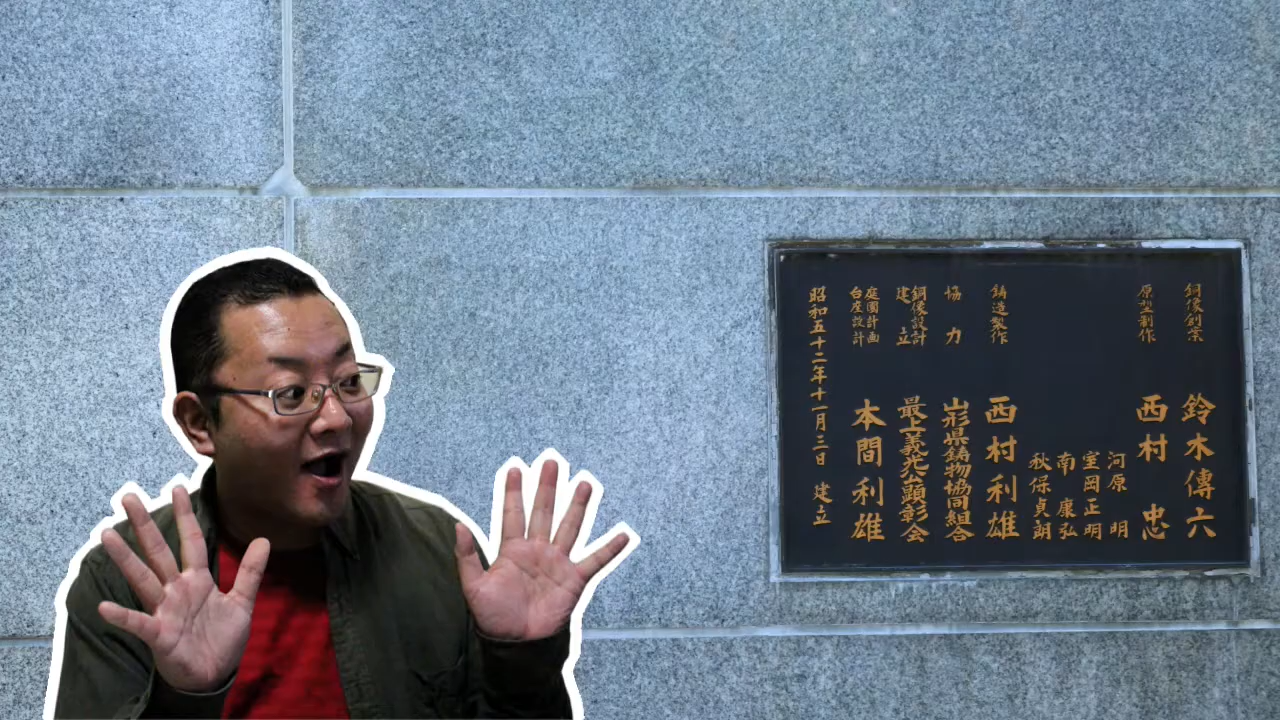 銅像創案 鈴木傳六
原型制作 西村 忠
河原 明
室岡正明
南 康弘
秋保貞朗
鋳造製作 西村利雄
協力 山形県鋳物協同組合
銅像設計
建立 最上義光公顕彰会
庭園計画
台座設計 本間利雄
昭和五十二年十一月三日 建立